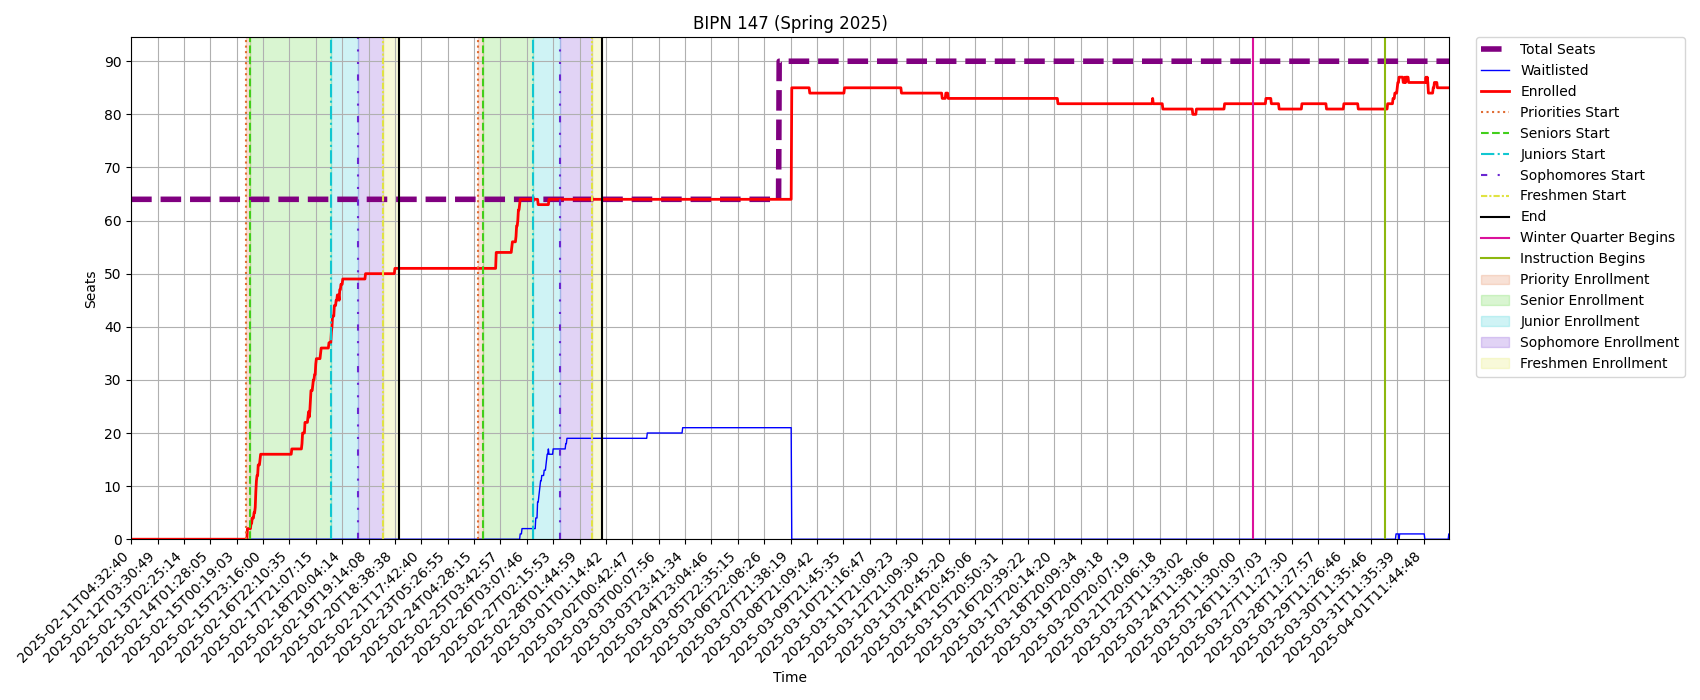 BIPN 147 (Spring 2025)
Seats
90
80
70
60
50
40
30
20
10
0
2025-02-11T04:32:40
2025-02-12T03:30:49
2025-02-13T02:25:14
2025-02-14T01:28:05
2025-02-15T00:19:03
2025-02-15T23:16:00
2025-02-16T22:10:35
2025-02-17T21:07:15
2025-02-18T20:04:14
2025-02-19T19:14:08
2025-02-20T18:38:38
2025-02-21T17:42:40
2025-02-23T05:26:55
2025-02-24T04:28:15
2025-02-25T03:42:57
2025-02-26T03:07:46
2025-02-27T02:15:53
2025-02-28T01:44:59
2025-03-01T01:14:42
2025-03-02T00:42:47
2025-03-03T00:07:56
2025-03-03T23:41:34
2025-03-04T23:04:46
2025-03-05T22:35:15
2025-03-06T22:08:26
2025-03-07T21:38:19
2025-03-08T21:09:42
2025-03-09T21:45:35
2025-03-10T21:16:47
2025-03-11T21:09:23
2025-03-12T21:09:30
2025-03-14T20:45:20
2025-03-14T20:45:06
2025-03-15T20:50:31
2025-03-16T20:39:22
2025-03-17T20:14:20
2025-03-18T20:09:34
2025-03-19T20:09:18
2025-03-20T20:07:19
2025-03-21T20:06:18
2025-03-23T11:33:02
2025-03-24T11:38:06
2025-03-25T11:30:00
2025-03-26T11:37:03
2025-03-27T11:27:30
2025-03-28T11:27:57
2025-03-29T11:26:46
2025-03-30T11:35:46
2025-03-31T11:35:39
2025-04-01T11:44:48
Time
Total Seats
Waitlisted
Enrolled
Priorities Start
Seniors Start
Juniors Start
Sophomores Start
Freshmen Start
End
Winter Quarter Begins
Instruction Begins
Priority Enrollment
Senior Enrollment
Junior Enrollment
Sophomore Enrollment
Freshmen Enrollment